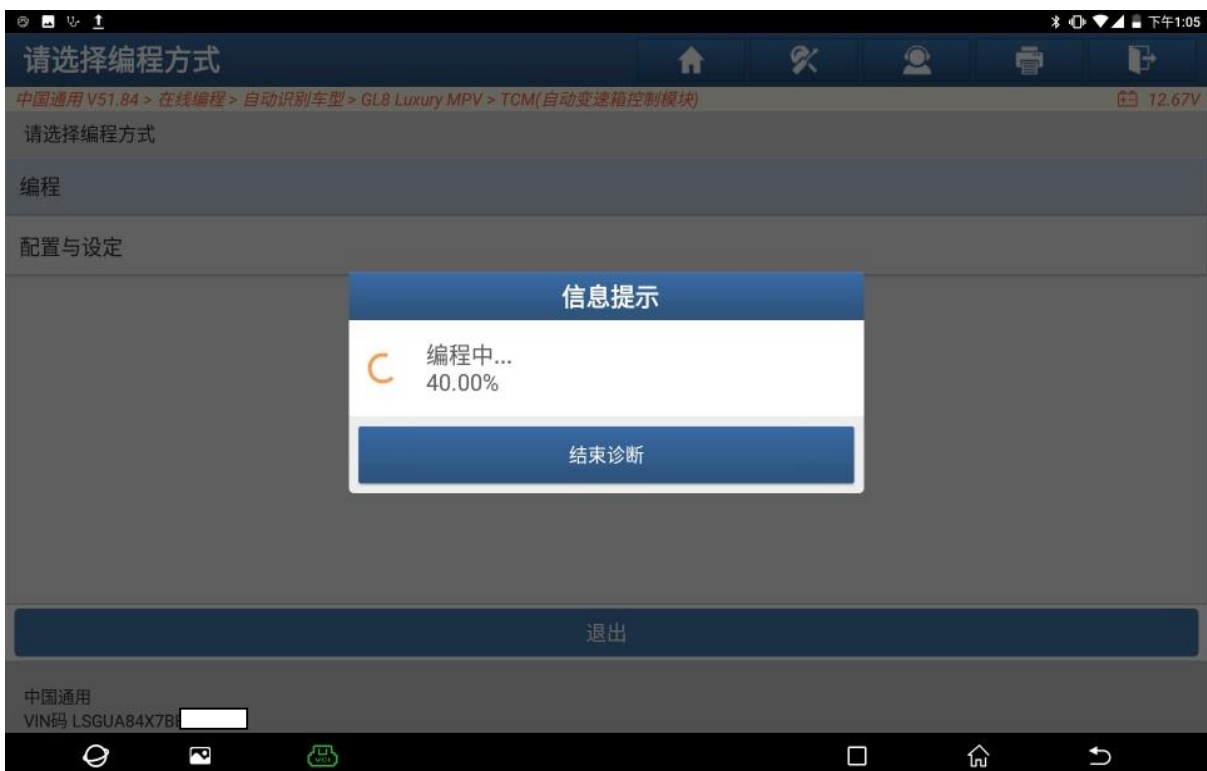 下午1:05
请选择编程方式
中国通用 V51.84 > 在线编程 > 自动识别车型 > GL8 Luxury MPV > TCM(自动变速箱控制模块)
12.67V
请选择编程方式
编程
配置与设定
信息提示
编程中...
40.00%
结束诊断
退出
中国通用
VIN码 LSGUA84X7B
VCI